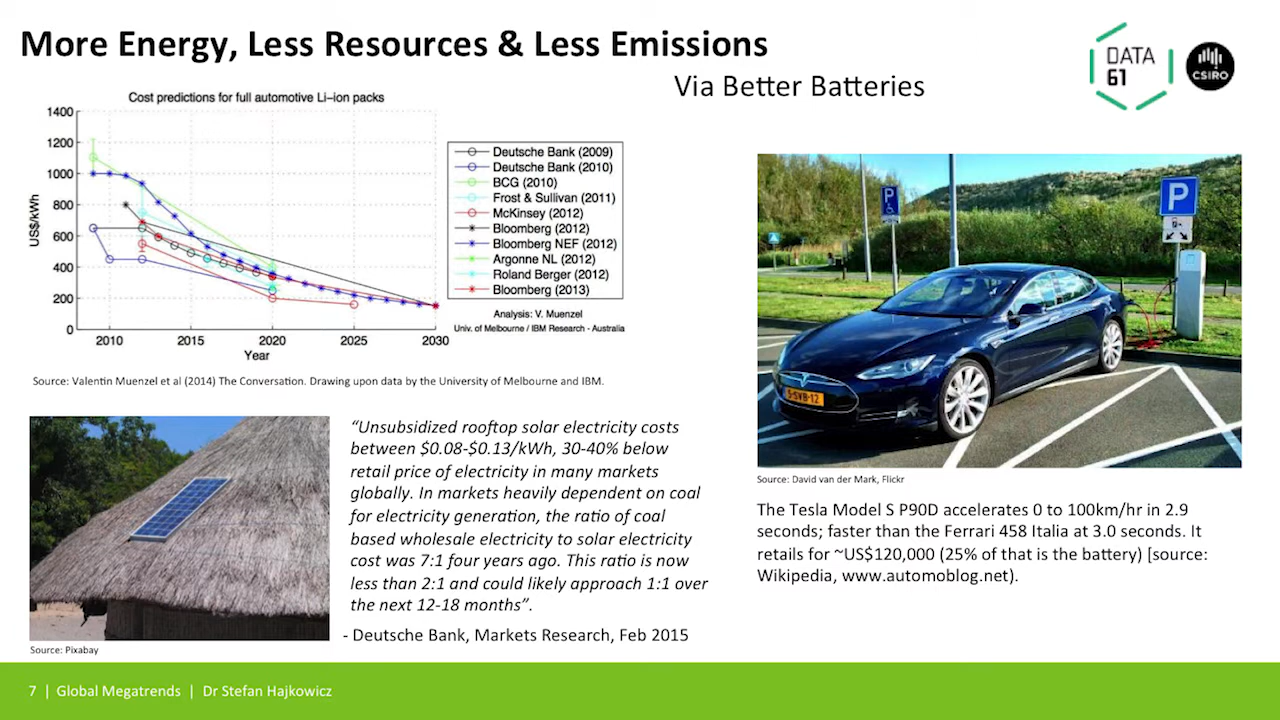 More Energy, Less Resources & Less Emissions
Via Better Batteries
DATA
61
CSIRO
Cost predictions for full automotive Li-ion packs
1400
1200
1000
800
600
400
200
0
US$/kWh
2010 2015 2020 2025 2030
Year
Deutsche Bank (2009)
Deutsche Bank (2010)
BCG (2010)
Frost & Sullivan (2011)
McKinsey (2012)
Bloomberg (2012)
Bloomberg NEF (2012)
Argonne NL (2012)
Roland Berger (2012)
Bloomberg (2013)
Analysis: V. Muenzel
Univ. of Melbourne / IBM Research - Australia
Source: Valentin Muenzel et al (2014) The Conversation. Drawing upon data by the University of Melbourne and IBM.
P
P
5-SVB-12
Source: David van der Mark, Flickr
The Tesla Model S P90D accelerates 0 to 100km/hr in 2.9
seconds; faster than the Ferrari 458 Italia at 3.0 seconds. It
retails for ~US$120,000 (25% of that is the battery) [source:
Wikipedia, www.automoblog.net).
Source: Pixabay
“Unsubsidized rooftop solar electricity costs
between $0.08-$0.13/kWh, 30-40% below
retail price of electricity in many markets
globally. In markets heavily dependent on coal
for electricity generation, the ratio of coal
based wholesale electricity to solar electricity
cost was 7:1 four years ago. This ratio is now
less than 2:1 and could likely approach 1:1 over
the next 12-18 months”.
- Deutsche Bank, Markets Research, Feb 2015
7 | Global Megatrends | Dr Stefan Hajkowicz